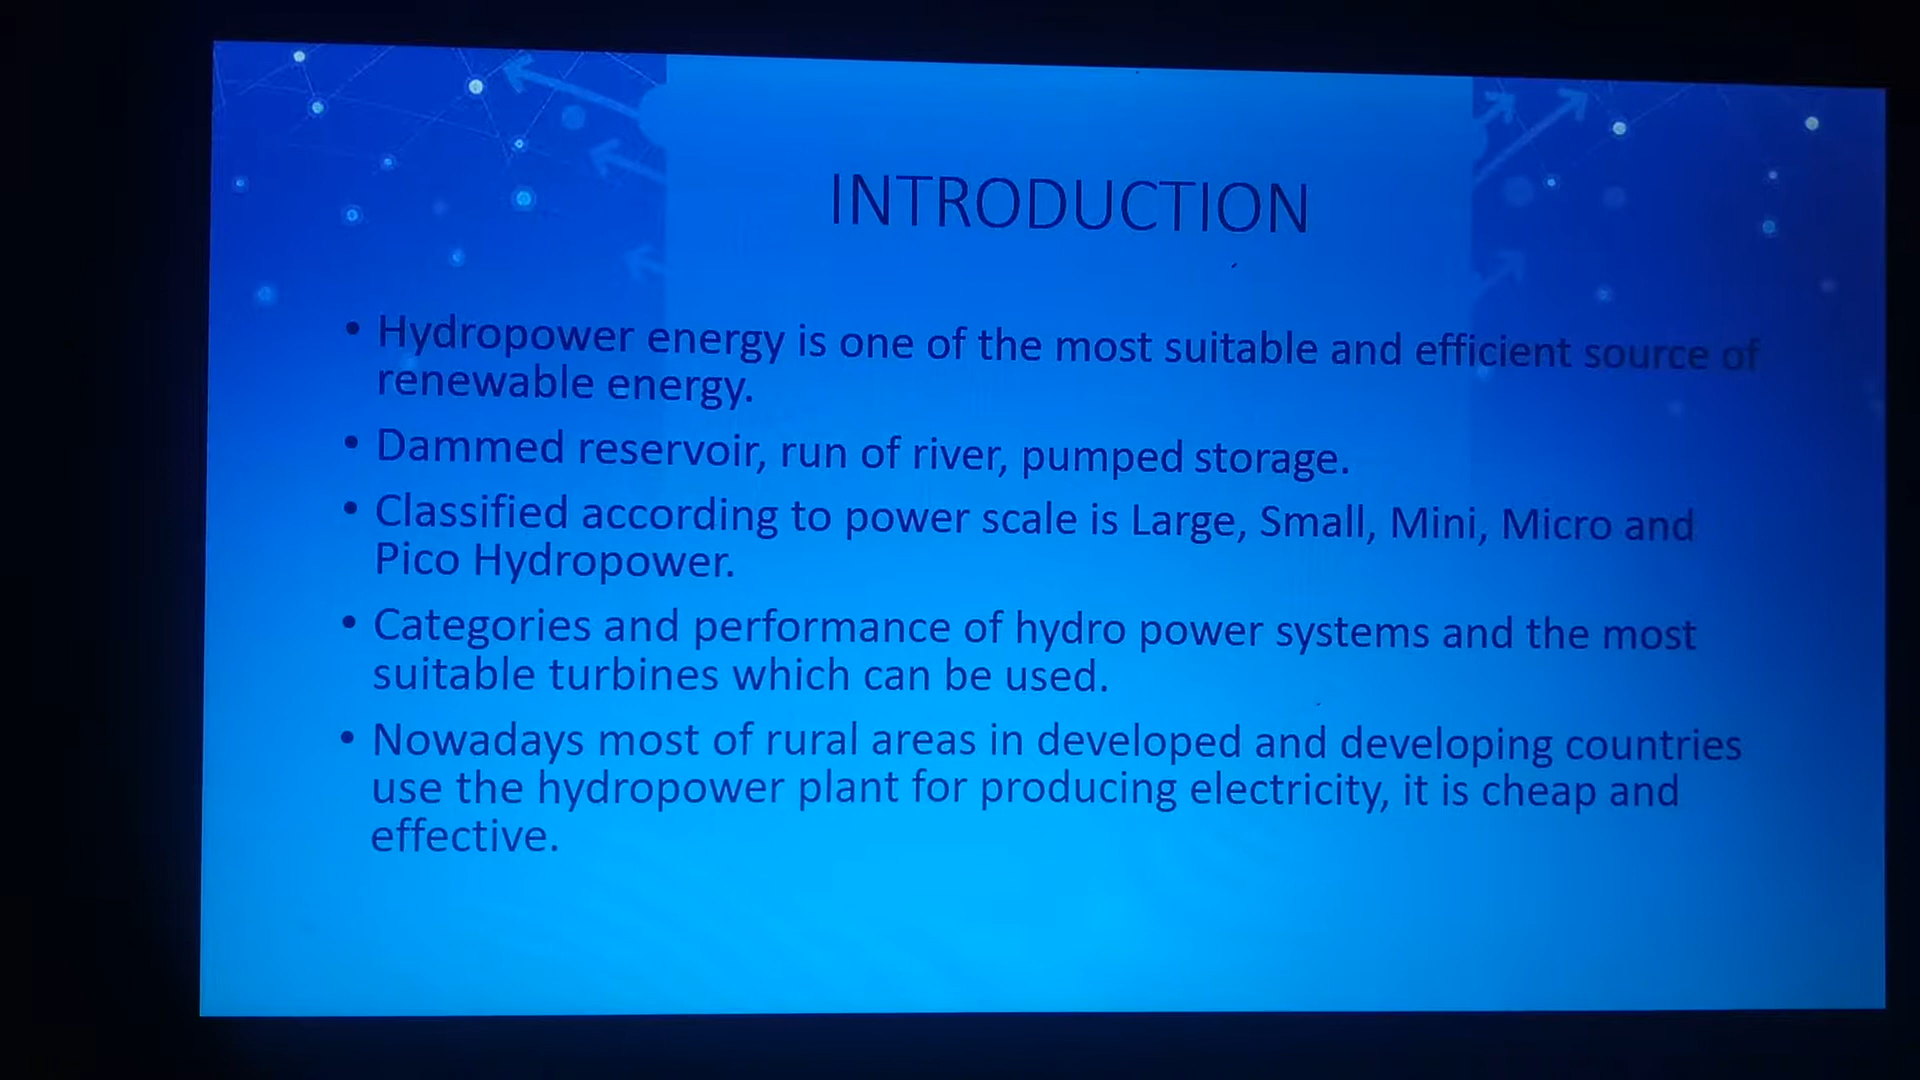 INTRODUCTION
• Hydropower energy is one of the most suitable and efficient source of
renewable energy.
• Dammed reservoir, run of river, pumped storage.
• Classified according to power scale is Large, Small, Mini, Micro and
Pico Hydropower.
• Categories and performance of hydro power systems and the most
suitable turbines which can be used.
• Nowadays most of rural areas in developed and developing countries
use the hydropower plant for producing electricity, it is cheap and
effective.